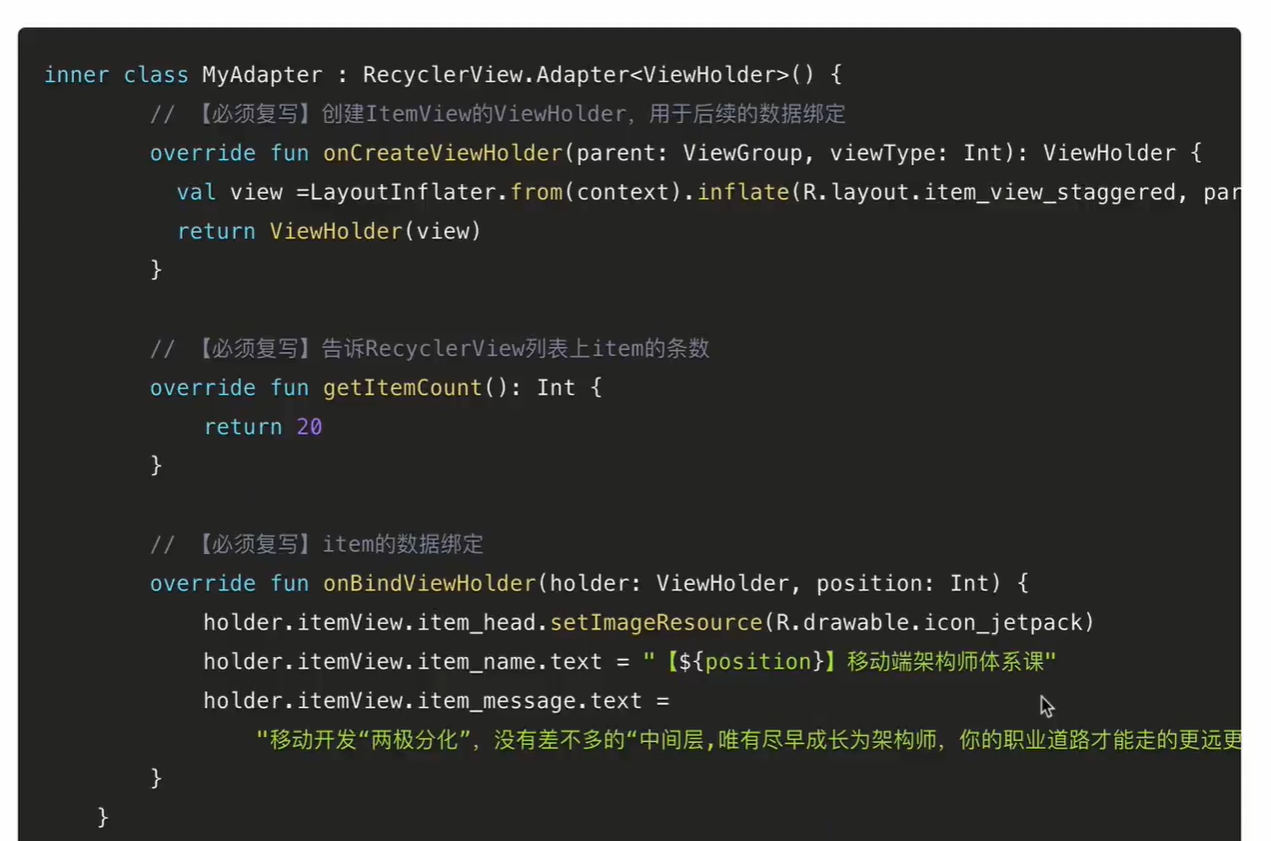 inner class MyAdapter : RecyclerView.Adapter<ViewHolder>() {
// 【必须复写】创建ItemView的ViewHolder，用于后续的数据绑定
override fun onCreateViewHolder(parent: ViewGroup, viewType: Int): ViewHolder {
val view =LayoutInflater.from(context).inflate(R.layout.item_view_staggered, par
return ViewHolder(view)
}
// 【必须复写】告诉RecyclerView列表上item的条数
override fun getItemCount(): Int {
return 20
}
// 【必须复写】item的数据绑定
override fun onBindViewHolder(holder: ViewHolder, position: Int) {
holder.itemView.item_head.setImageResource(R.drawable.icon_jetpack)
holder.itemView.item_name.text = "【${position}】移动端架构师体系课"
holder.itemView.item_message.text =
"移动开发“两极分化”，没有差不多的“中间层,唯有尽早成长为架构师，你的职业道路才能走的更远更
}
}